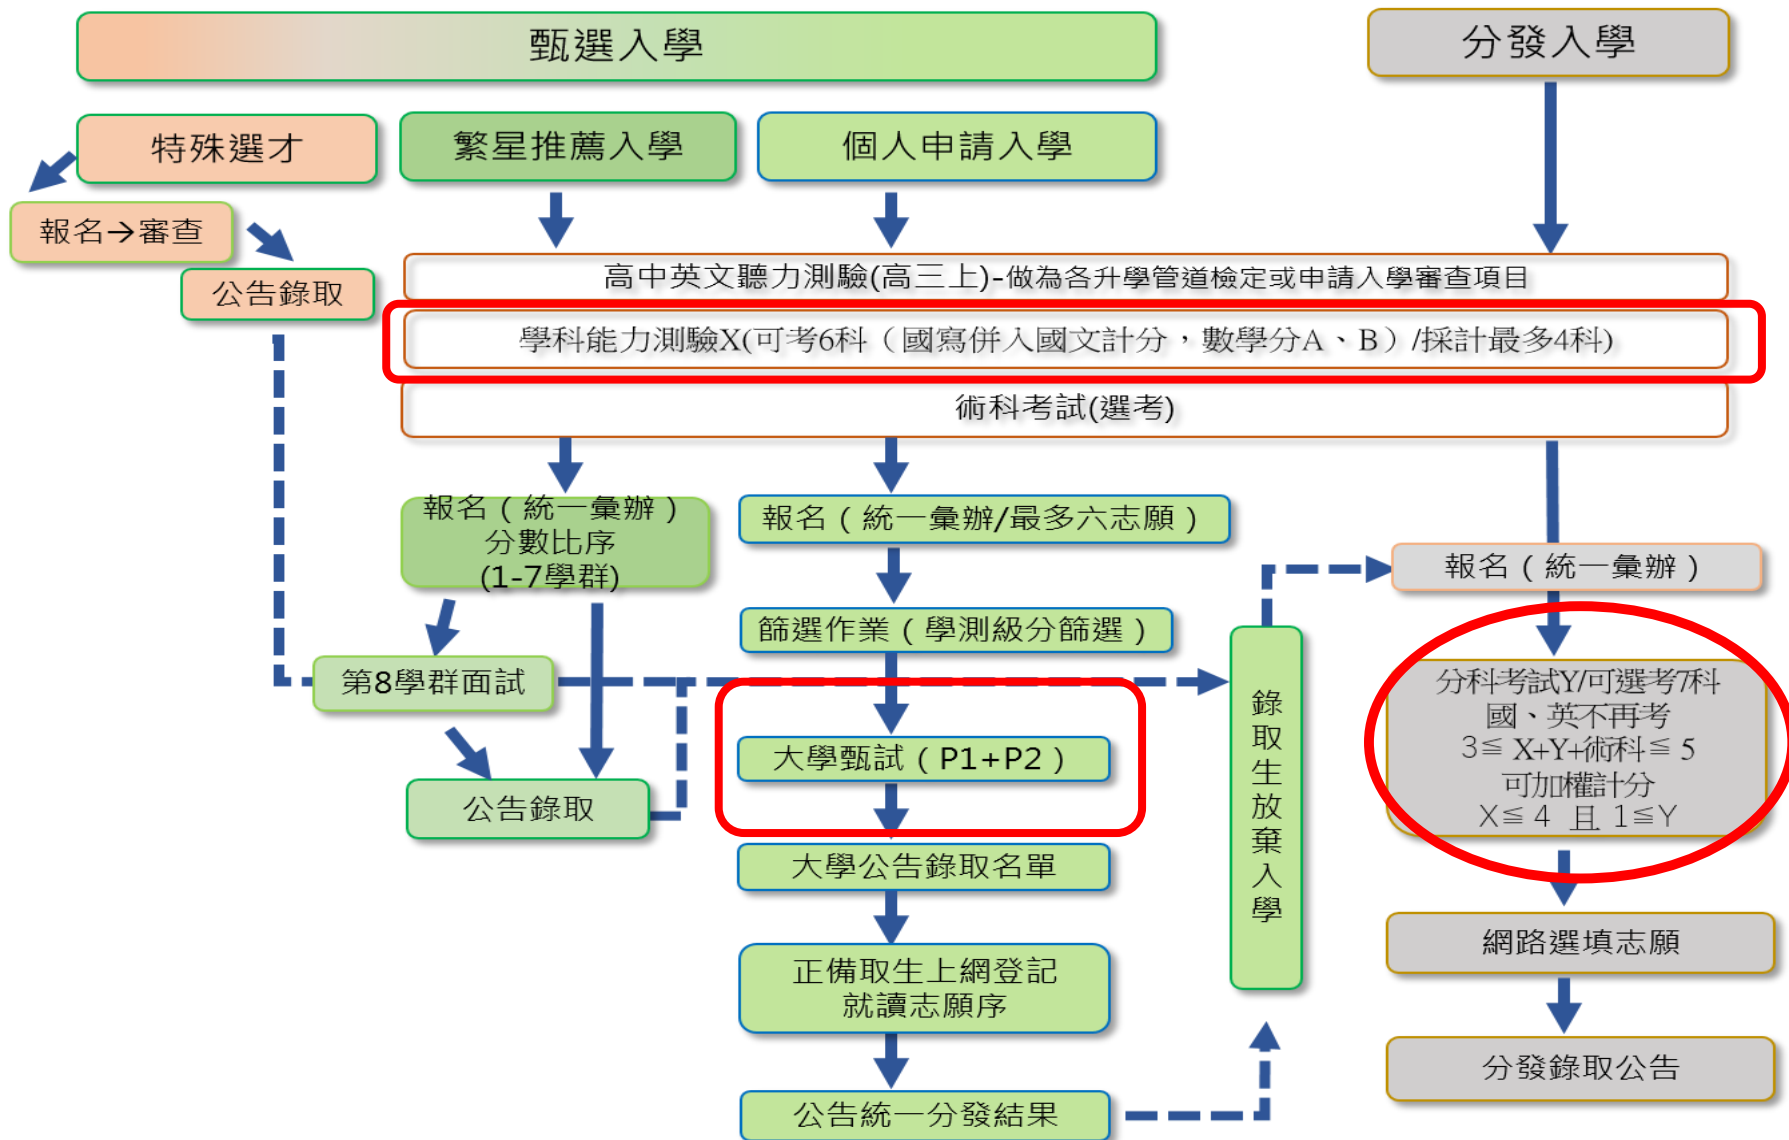 甄選入學
分發入學
特殊選才
繁星推薦入學
個人申請入學
報名→審查
公告錄取
高中英文聽力測驗(高三上)-做為各升學管道檢定或申請入學審查項目
學科能力測驗X(可考6科（國寫併入國文計分，數學分A、B）/採計最多4科)
術科考試(選考)
報名（統一彙辦）
分數比序
(1-7學群)
第8學群面試
公告錄取
報名（統一彙辦/最多六志願）
篩選作業（學測級分篩選）
大學甄試（P1+P2）
大學公告錄取名單
正備取生上網登記
就讀志願序
公告統一分發結果
錄取生放棄入學
報名（統一彙辦）
分科考試Y/可選考7科
國、英不再考
3≦ X+Y+術科≦ 5
可加權計分
X≦ 4 且 1≦Y
網路選填志願
分發錄取公告